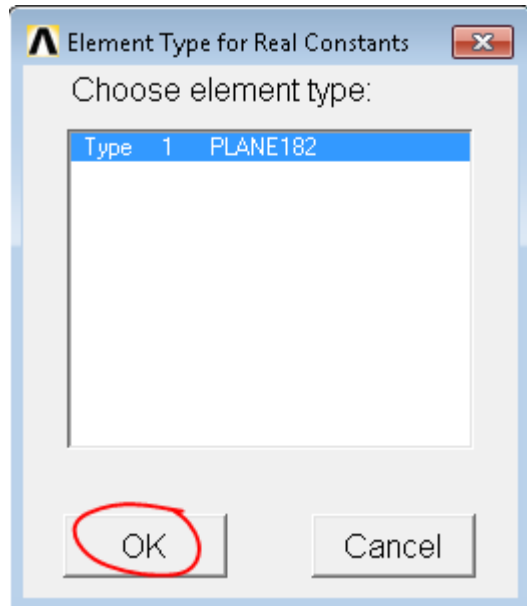 Element Type for Real Constants
Choose element type:
Type 1 PLANE182
OK Cancel